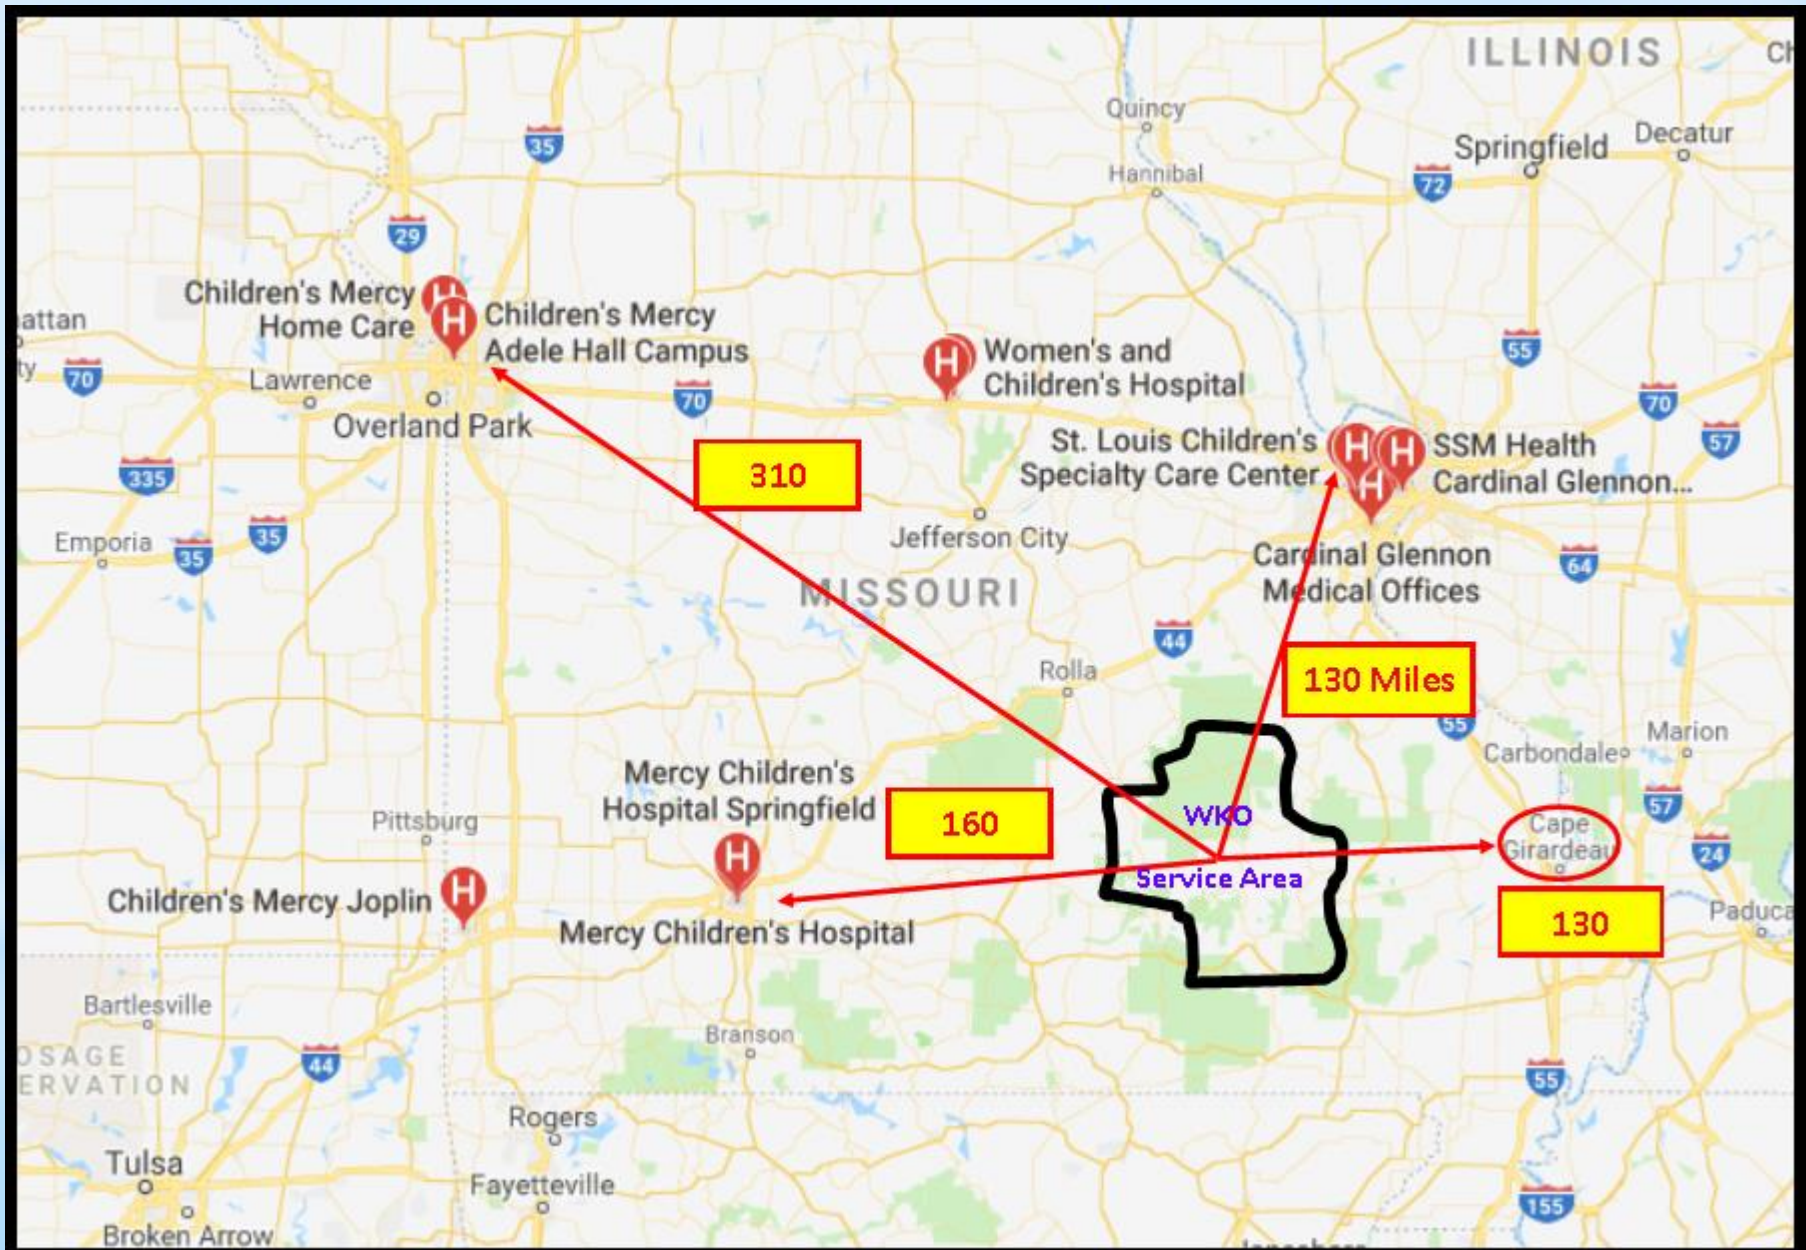 ILLINOIS
Quincy
Springfield
Decatur
35
Hannibal
72
29
Children's Mercy
Home Care
Children's Mercy
Adele Hall Campus
70
Lawrence
Overland Park
70
Women's and
Children's Hospital
55
70
57
St. Louis Children's
Specialty Care Center
SSM Health
Cardinal Glennon...
310
335
Emporia
35
35
Jefferson City
Cardinal Glennon
Medical Offices
64
MISSOURI
44
Rolla
130 Miles
55
Carbondale
Marion
Mercy Children's
Hospital Springfield
160
WKO
Service Area
Cape
Girardeau
57
24
Pittsburg
Children's Mercy Joplin
Mercy Children's Hospital
130
Paduca
Bartlesville
Branson
OSAGE
ERVATION
44
55
Rogers
Tulsa
Fayetteville
155
Broken Arrow